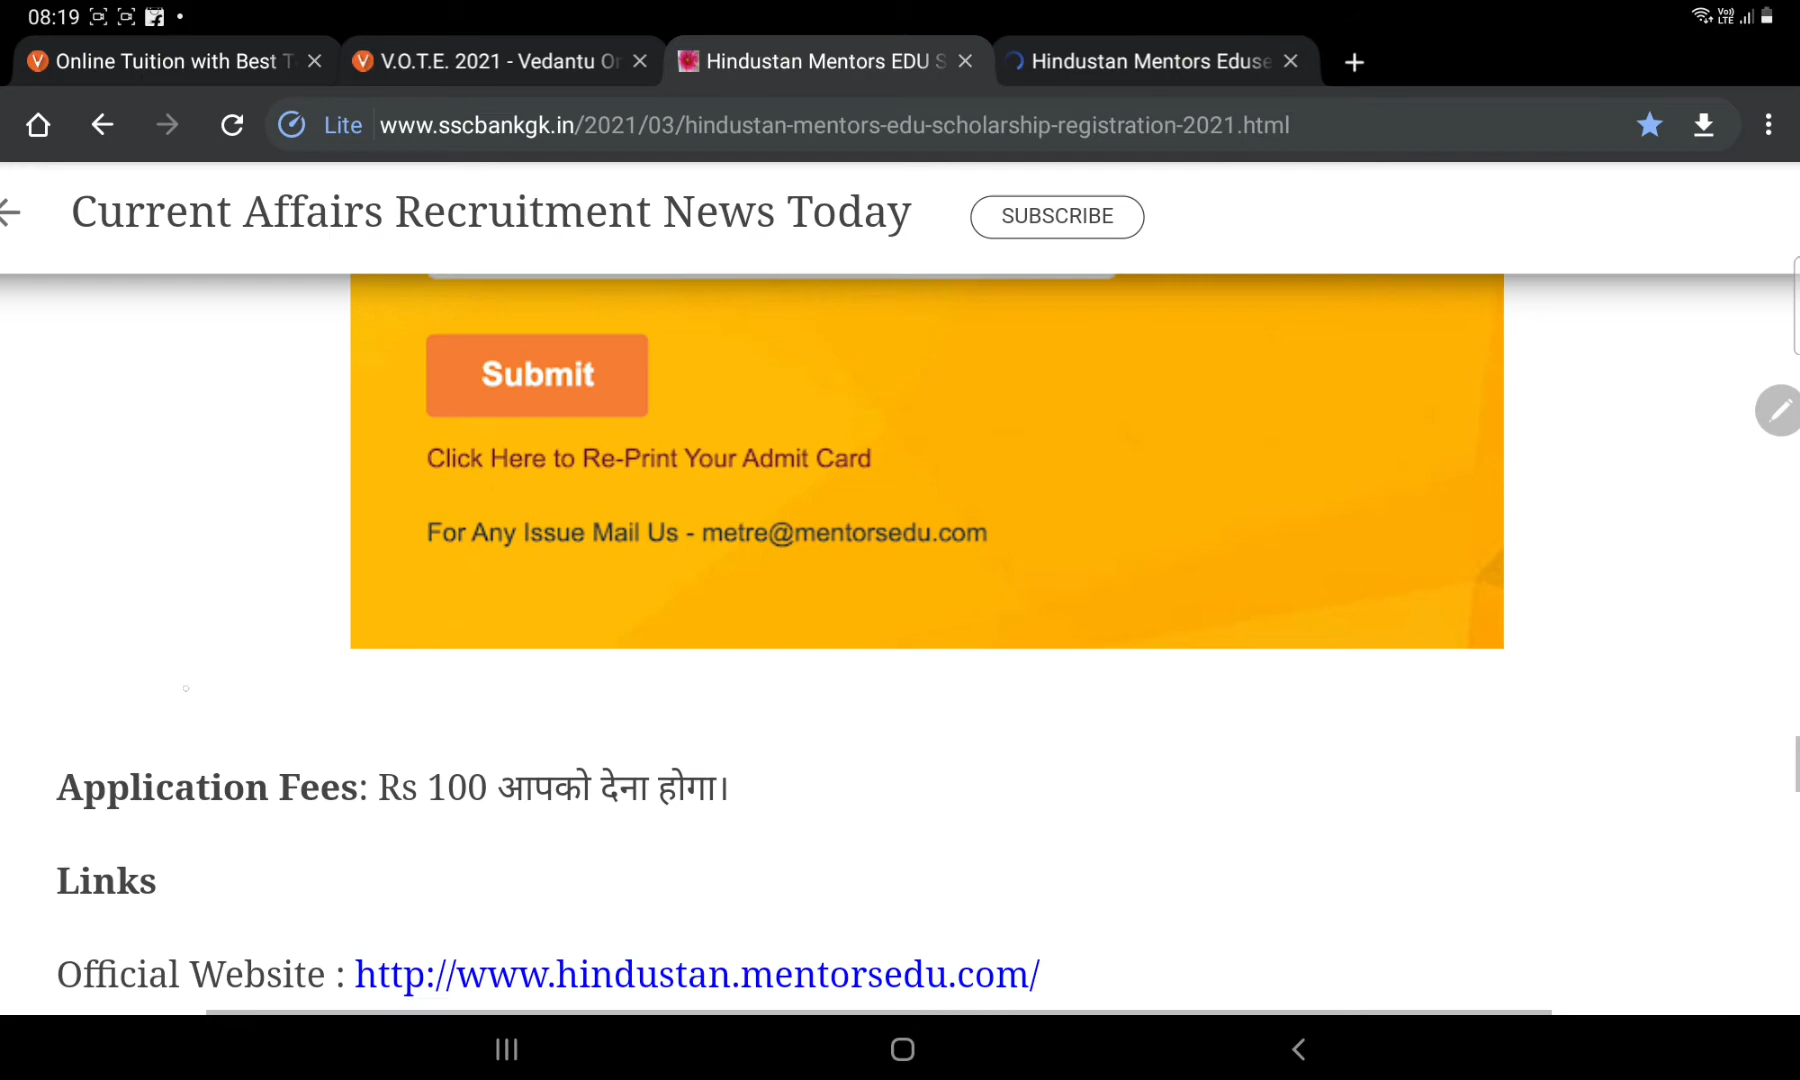 08:19
Online Tuition with Best T
V.O.T.E. 2021 - Vedantu Or
Hindustan Mentors EDU S
Hindustan Mentors Eduse
Lite www.sscbankgk.in/2021/03/hindustan-mentors-edu-scholarship-registration-2021.html
Current Affairs Recruitment News Today
SUBSCRIBE
Submit
Click Here to Re-Print Your Admit Card
For Any Issue Mail Us - metre@mentorsedu.com
Application Fees: Rs 100 आपको देना होगा।
Links
Official Website : http://www.hindustan.mentorsedu.com/